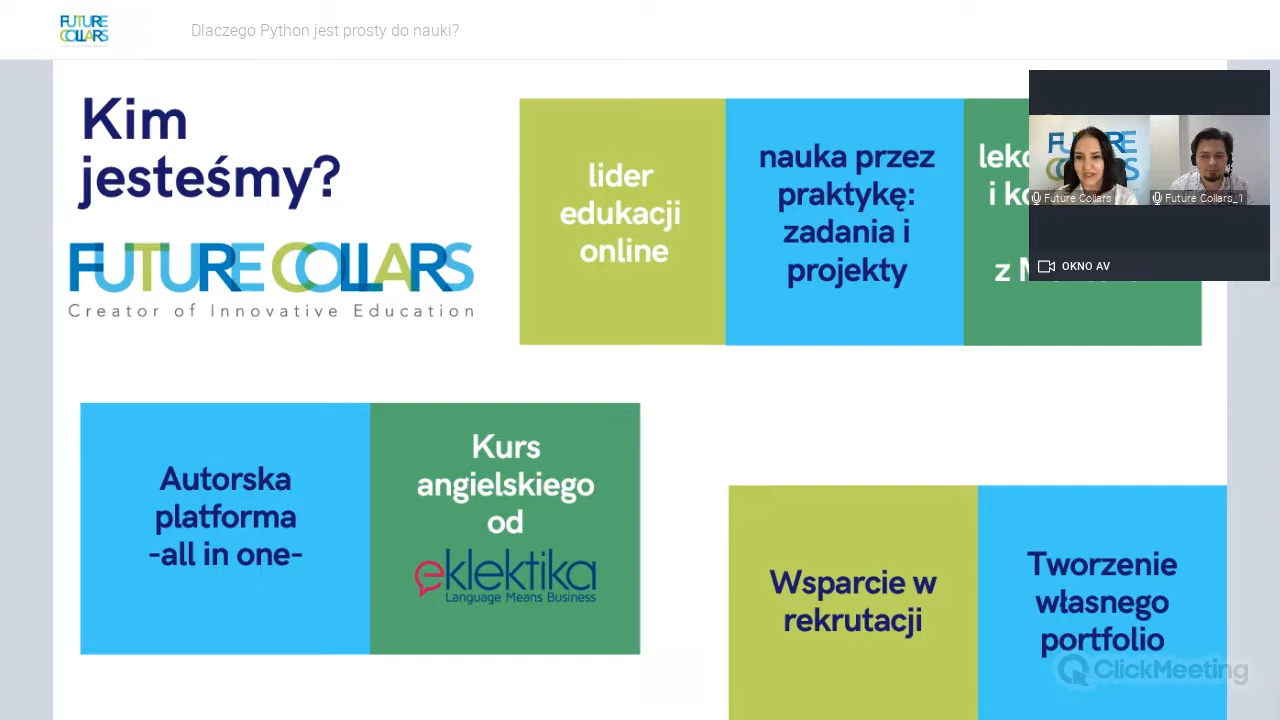 FUTURE
COLLARS
Dlaczego Python jest prosty do nauki?
Kim
jesteśmy?
FUTURE COLLARS
Creator of Innovative Education
lider
edukacji
online
nauka przez
praktykę:
zadania i
projekty
i
z
FUTURE
COLLARS
Future Collars
Future Collars_1
OKNO AV
Autorska
platforma
-all in one-
Kurs
angielskiego
od
eklektika
Language Means Business
Wsparcie w
rekrutacji
Tworzenie
własnego
portfolio
ClickMeeting